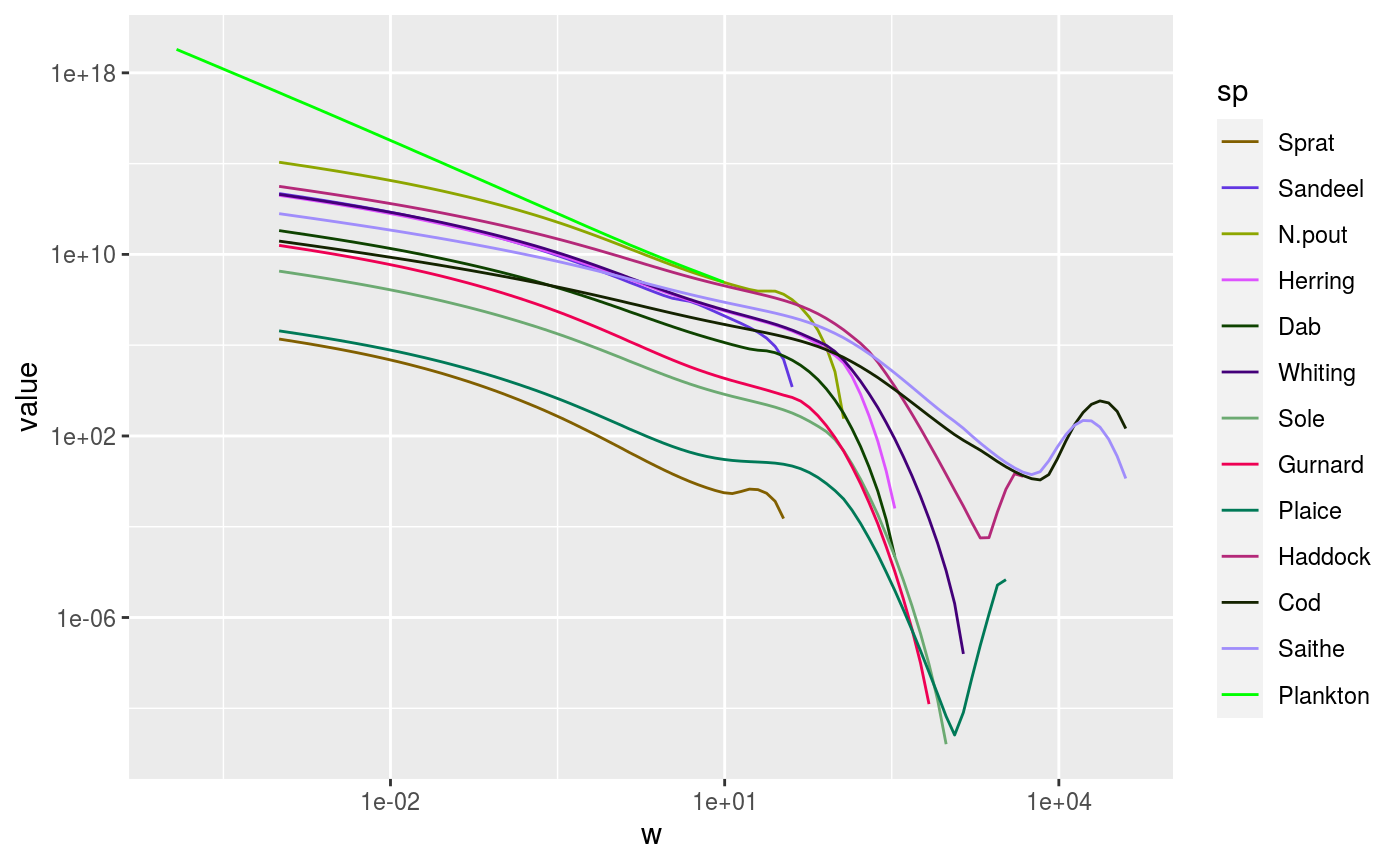 1e+18
1e+10
1e+02
1e-06
value
1e-02
1e+01
1e+04
w
sp
Sprat
Sandeel
N.pout
Herring
Dab
Whiting
Sole
Gurnard
Plaice
Haddock
Cod
Saithe
Plankton